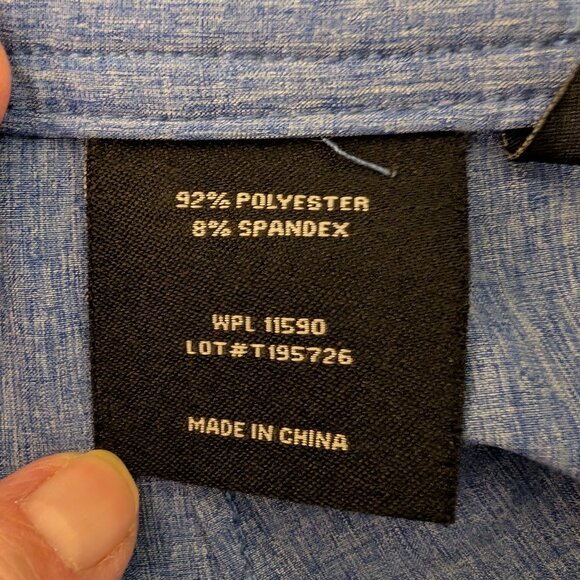 92% POLYESTER
8% SPANDEX
WPL 11590
LOT#T195726
MADE IN CHINA